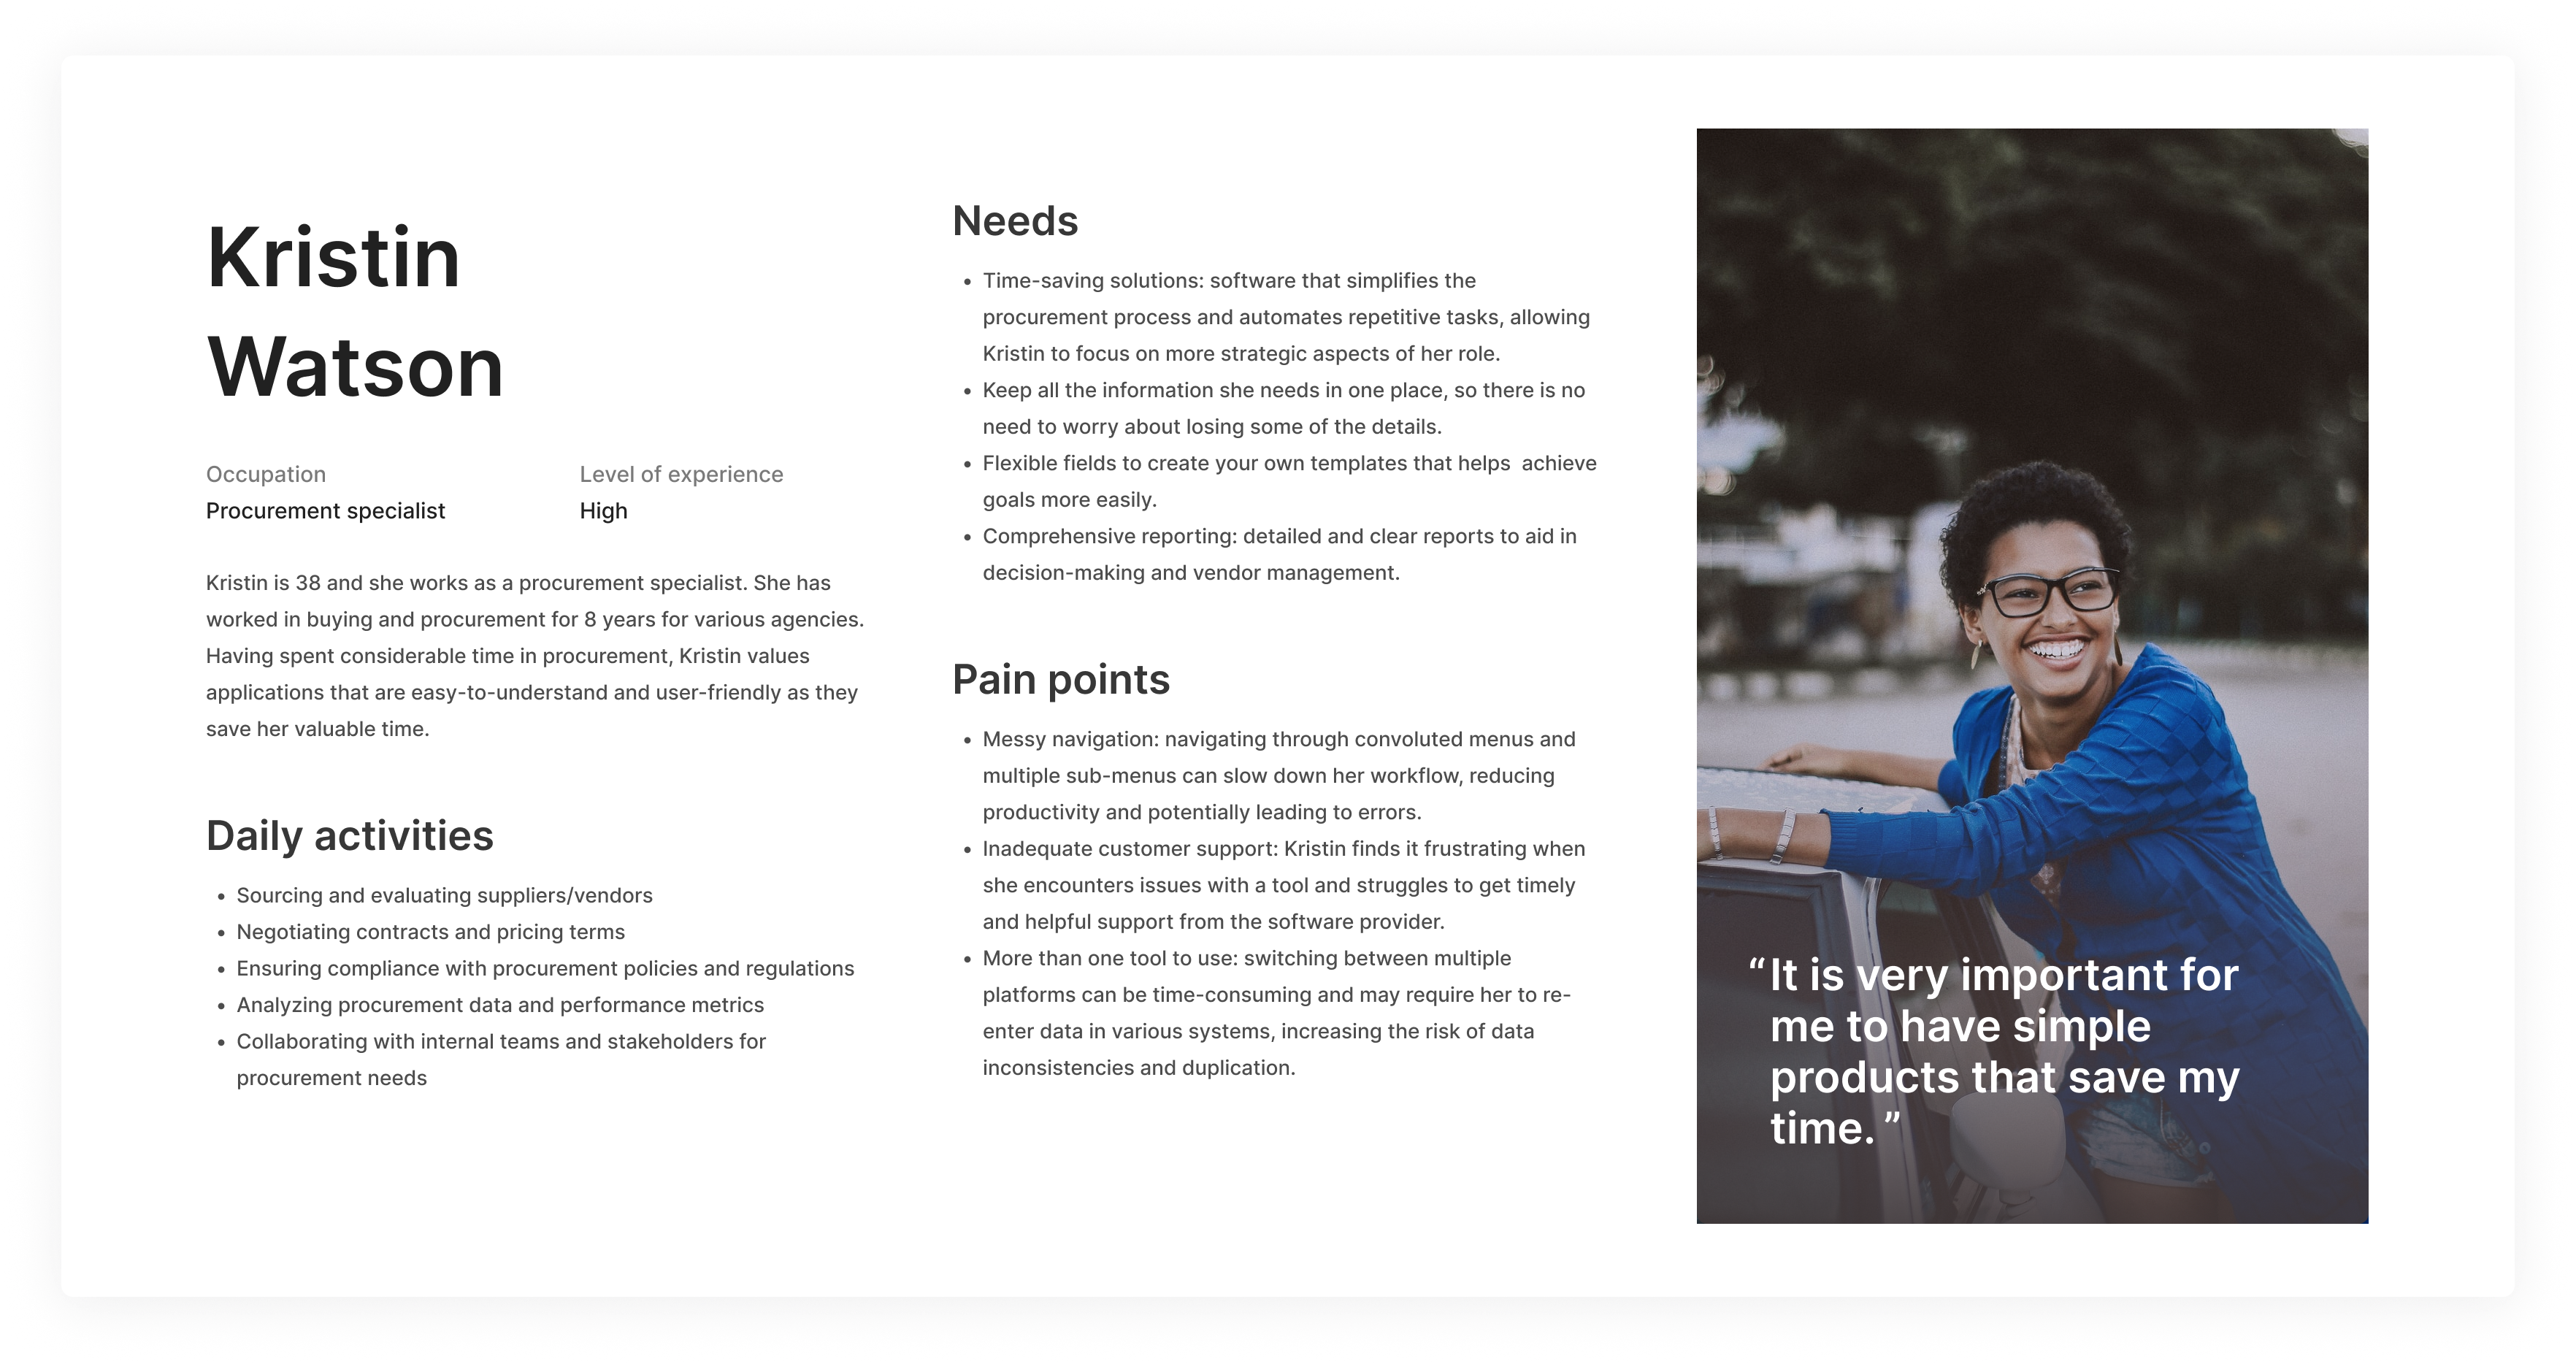 Kristin
Watson
Occupation
Procurement specialist
Level of experience
High
Kristin is 38 and she works as a procurement specialist. She has
worked in buying and procurement for 8 years for various agencies.
Having spent considerable time in procurement, Kristin values
applications that are easy-to-understand and user-friendly as they
save her valuable time.
Daily activities
• Sourcing and evaluating suppliers/vendors
• Negotiating contracts and pricing terms
• Ensuring compliance with procurement policies and regulations
• Analyzing procurement data and performance metrics
• Collaborating with internal teams and stakeholders for
procurement needs
Needs
• Time-saving solutions: software that simplifies the
procurement process and automates repetitive tasks, allowing
Kristin to focus on more strategic aspects of her role.
• Keep all the information she needs in one place, so there is no
need to worry about losing some of the details.
• Flexible fields to create your own templates that helps  achieve
goals more easily.
• Comprehensive reporting: detailed and clear reports to aid in
decision-making and vendor management.
Pain points
• Messy navigation: navigating through convoluted menus and
multiple sub-menus can slow down her workflow, reducing
productivity and potentially leading to errors.
• Inadequate customer support: Kristin finds it frustrating when
she encounters issues with a tool and struggles to get timely
and helpful support from the software provider.
• More than one tool to use: switching between multiple
platforms can be time-consuming and may require her to re-
enter data in various systems, increasing the risk of data
inconsistencies and duplication.
“It is very important for
me to have simple
products that save my
time.”